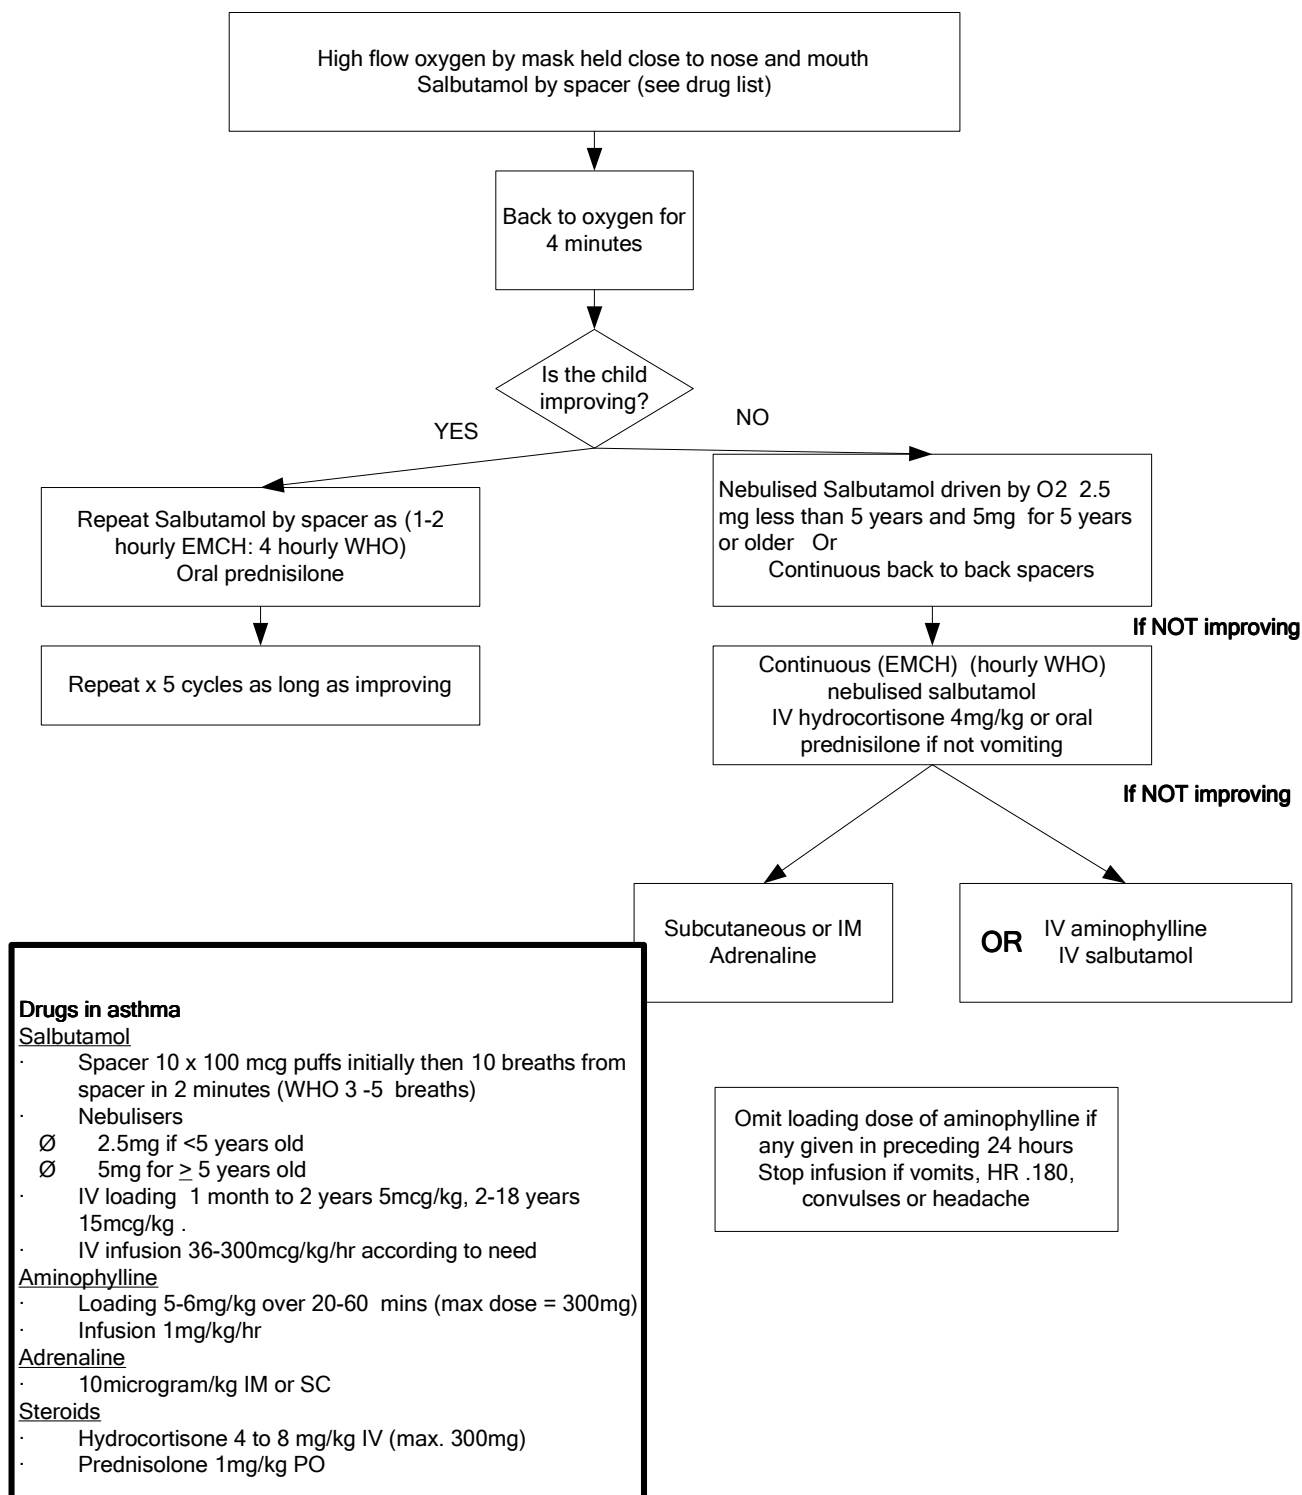 High flow oxygen by mask held close to nose and mouth
Salbutamol by spacer (see drug list)
Back to oxygen for
4 minutes
Is the child
improving?
YES
NO
Repeat Salbutamol by spacer as (1-2
hourly EMCH: 4 hourly WHO)
Oral prednisilone
Repeat x 5 cycles as long as improving
Nebulised Salbutamol driven by O2 2.5
mg less than 5 years and 5mg for 5 years
or older Or
Continuous back to back spacers
If NOT improving
Continuous (EMCH) (hourly WHO)
nebulised salbutamol
IV hydrocortisone 4mg/kg or oral
prednisilone if not vomiting
If NOT improving
Subcutaneous or IM
Adrenaline
OR
IV aminophylline
IV salbutamol
Drugs in asthma
Salbutamol
· Spacer 10 x 100 mcg puffs initially then 10 breaths from
spacer in 2 minutes (WHO 3 -5 breaths)
· Nebulisers
Ø 2.5mg if <5 years old
Ø 5mg for > 5 years old
· IV loading 1 month to 2 years 5mcg/kg, 2-18 years
15mcg/kg .
· IV infusion 36-300mcg/kg/hr according to need
Aminophylline
· Loading 5-6mg/kg over 20-60 mins (max dose = 300mg)
· Infusion 1mg/kg/hr
Adrenaline
· 10microgram/kg IM or SC
Steroids
· Hydrocortisone 4 to 8 mg/kg IV (max. 300mg)
· Prednisolone 1mg/kg PO
Omit loading dose of aminophylline if
any given in preceding 24 hours
Stop infusion if vomits, HR .180,
convulses or headache